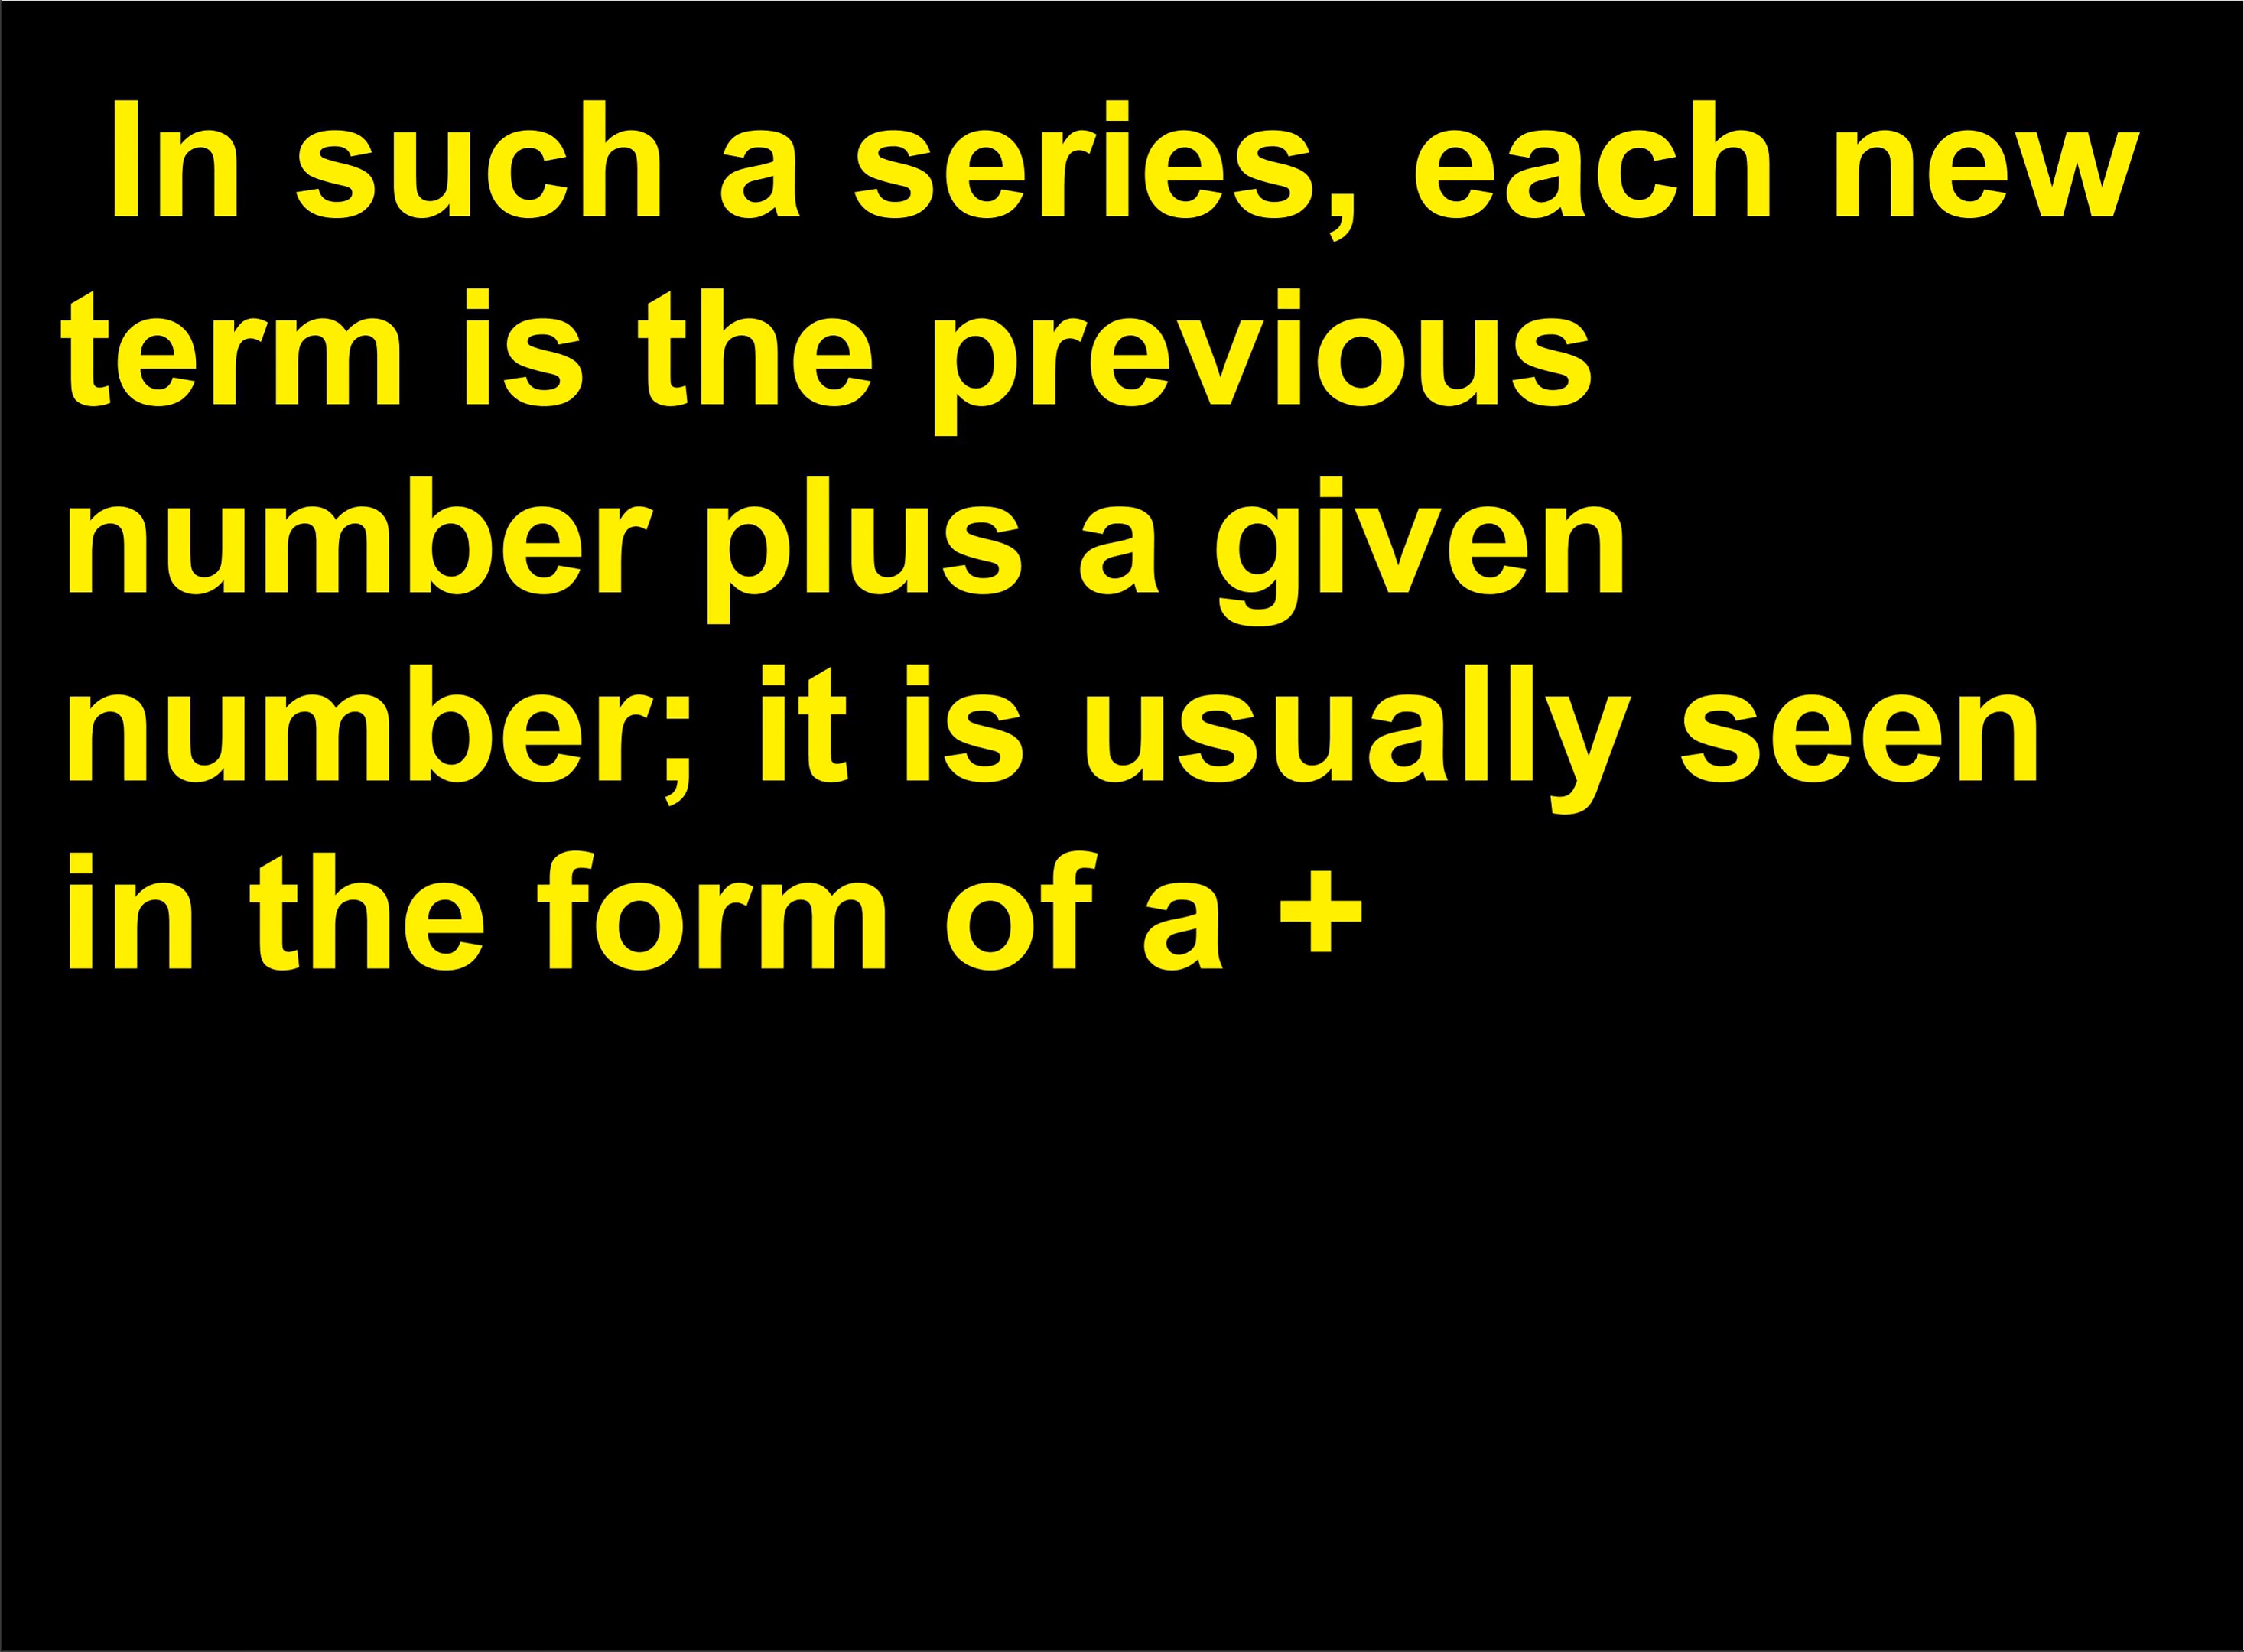 In such a series, each new
term is the previous
number plus a given
number; it is usually seen
in the form of a +